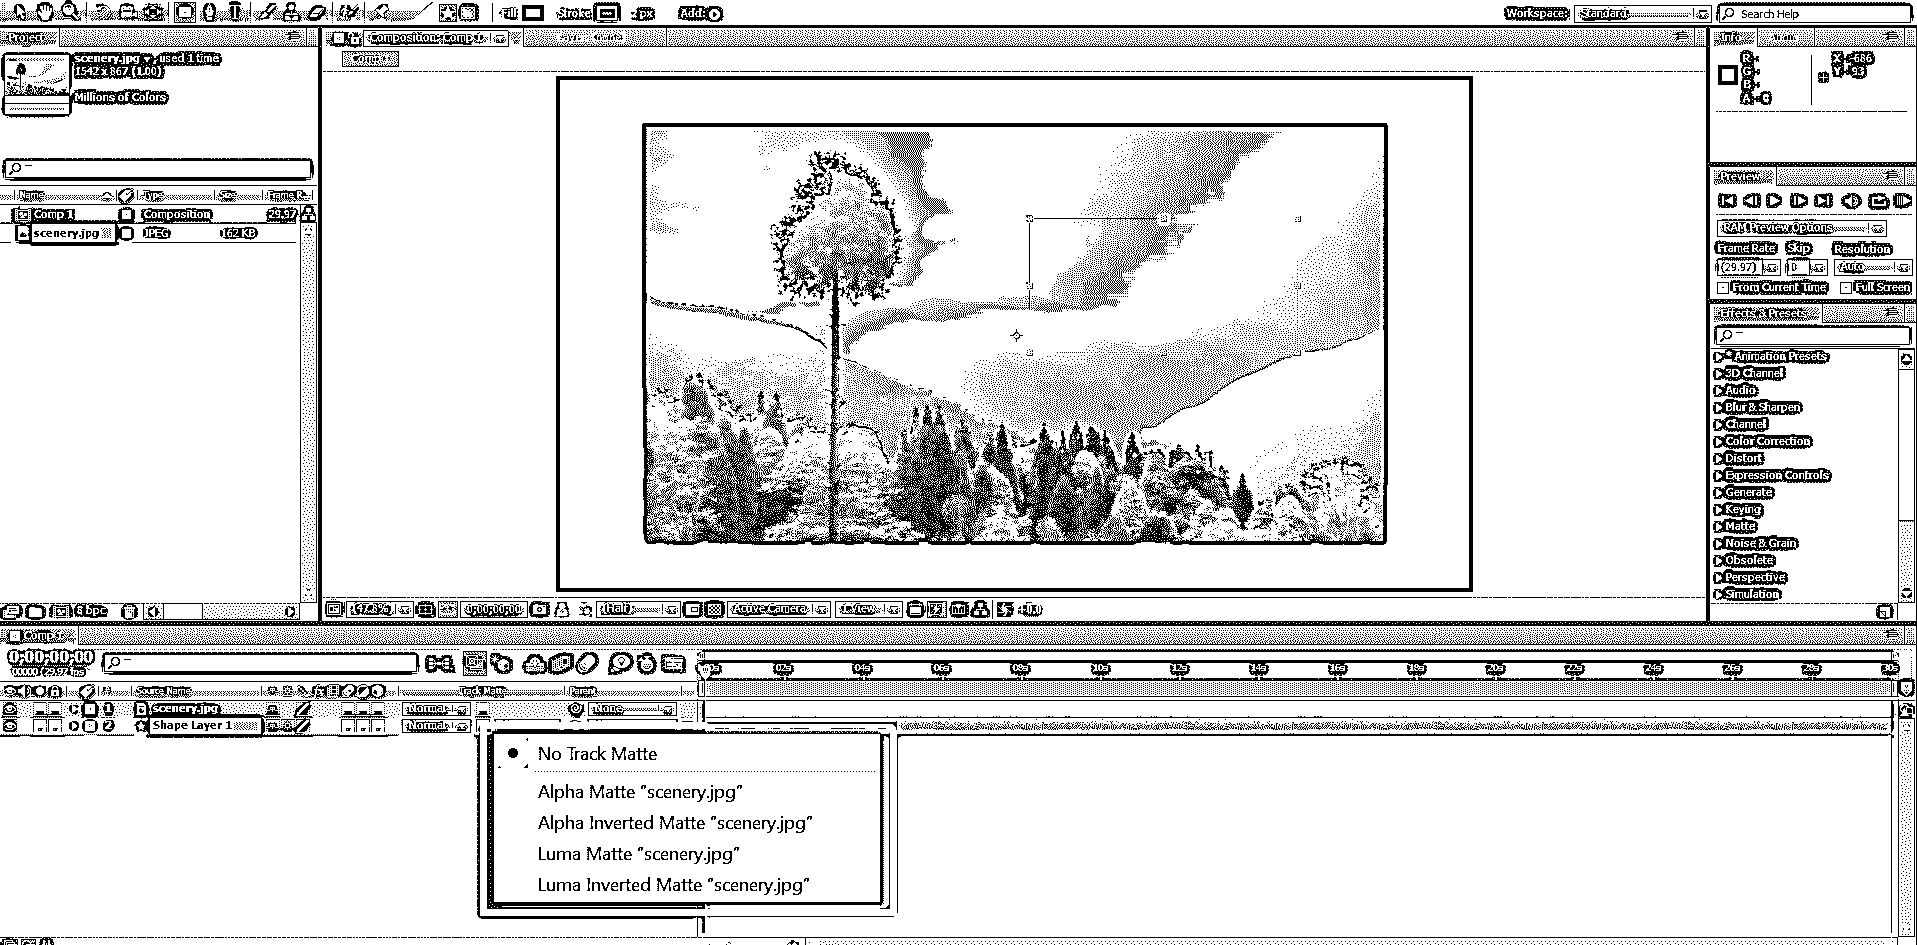 Fill Stroke px Add:
Workspace: Standard
Search Help
Project
scenery.jpg, used 1 time
1542 x 867 (1.00)
Millions of Colors
Name Type Size Frame R...
Comp 1 Composition 29.97
scenery.jpg JPEG 162 KB
8 bpc
Composition: Comp 1
Comp 1
(47.8%) 0;00;00;00 (Half) Active Camera 1 View +0.0
Info
R :
G :
B :
A : 0
X : -686
Y : 93
Preview
RAM Preview Options
Frame Rate Skip Resolution
(29.97) 0 Auto
From Current Time Full Screen
Effects & Presets
* Animation Presets
3D Channel
Audio
Blur & Sharpen
Channel
Color Correction
Distort
Expression Controls
Generate
Keying
Matte
Noise & Grain
Obsolete
Perspective
Simulation
Comp 1
0;00;00;00
00000 (29.97 fps)
02s 04s 06s 08s 10s 12s 14s 16s 18s 20s 22s 24s 26s 28s 30s
# Source Name Track Matte Parent
1 scenery.jpg Normal None
2 Shape Layer 1 Normal
No Track Matte
Alpha Matte "scenery.jpg"
Alpha Inverted Matte "scenery.jpg"
Luma Matte "scenery.jpg"
Luma Inverted Matte "scenery.jpg"